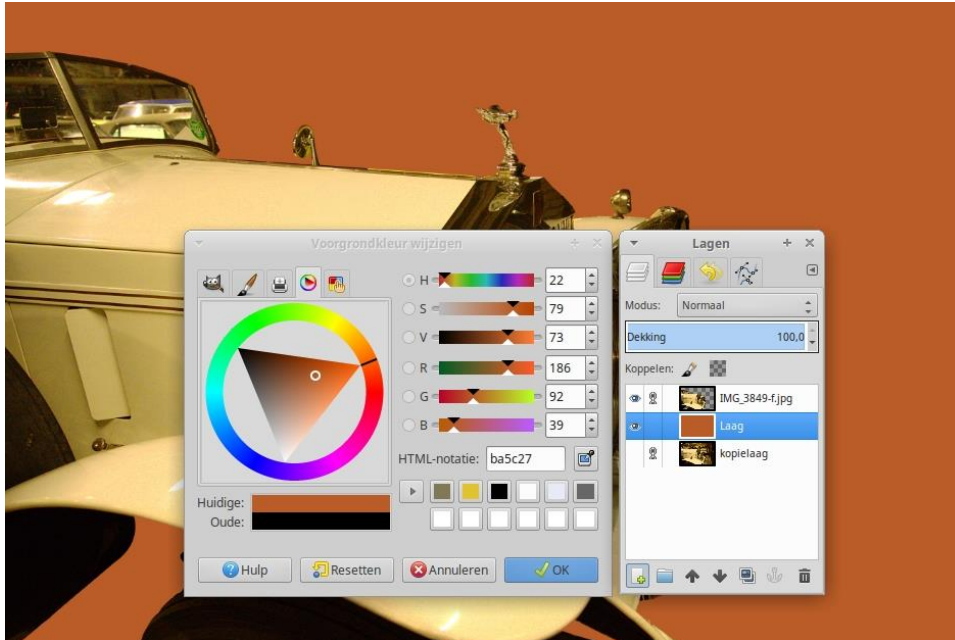 Voorgrondkleur wijzigen
H 22
S 79
V 73
R 186
G 92
B 39
HTML-notatie: ba5c27
Huidige:
Oude:
Hulp Resetten Annuleren OK
Lagen
Modus: Normaal
Dekking 100,0
Koppelen:
IMG_3849-f.jpg
Laag
kopielaag